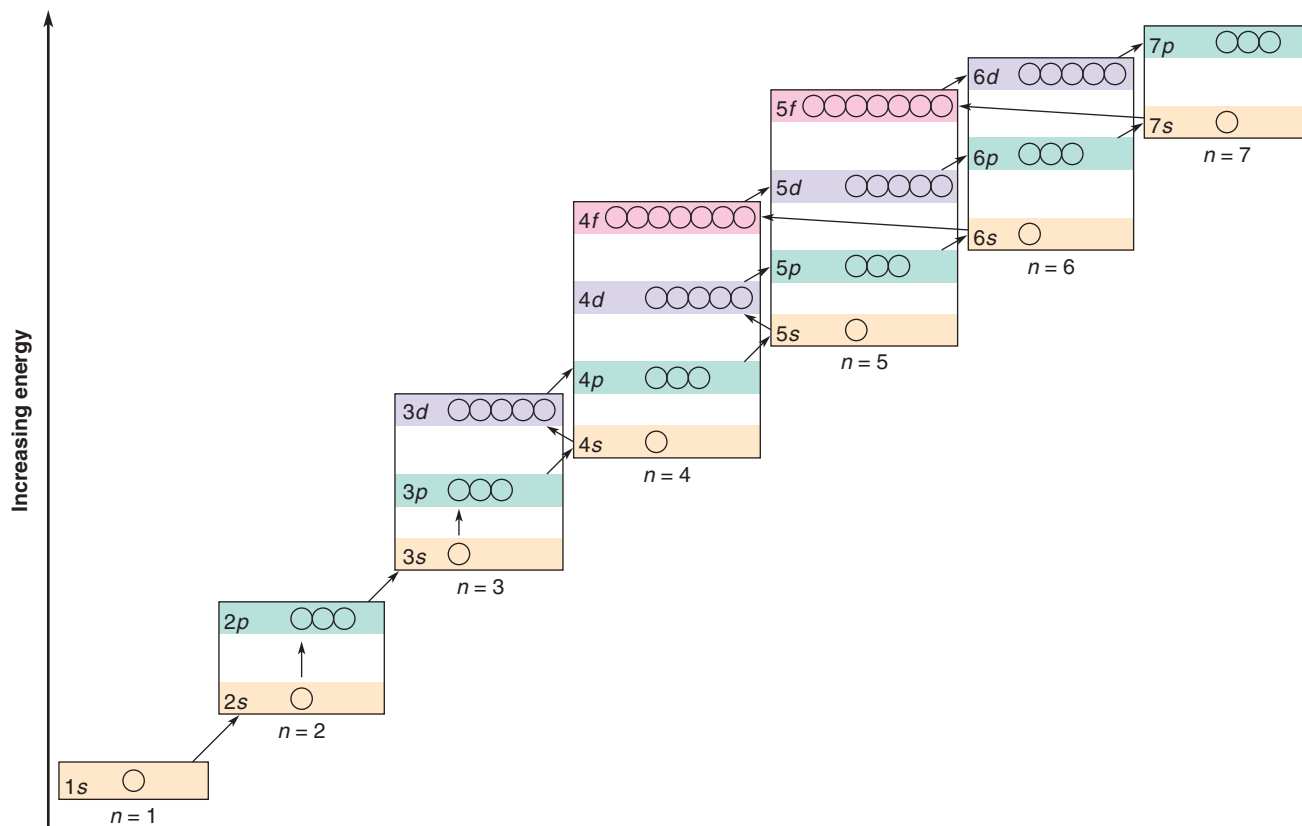 Increasing energy
7p
6d
5f
7s
n = 7
6p
5d
4f
6s
n = 6
5p
4d
5s
n = 5
4p
3d
4s
n = 4
3p
3s
n = 3
2p
2s
n = 2
1s
n = 1